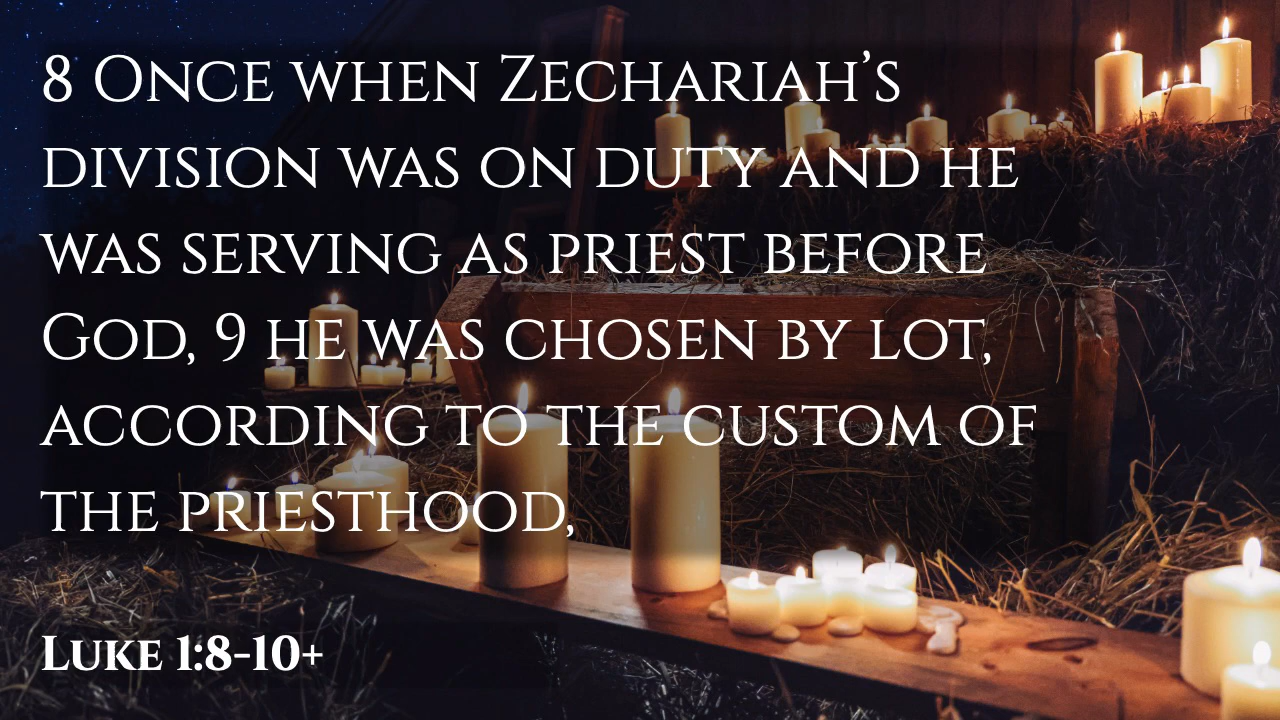 8 Once when Zechariah’s
division was on duty and he
was serving as priest before
God, 9 he was chosen by lot,
according to the custom of
the priesthood,
Luke 1:8-10+